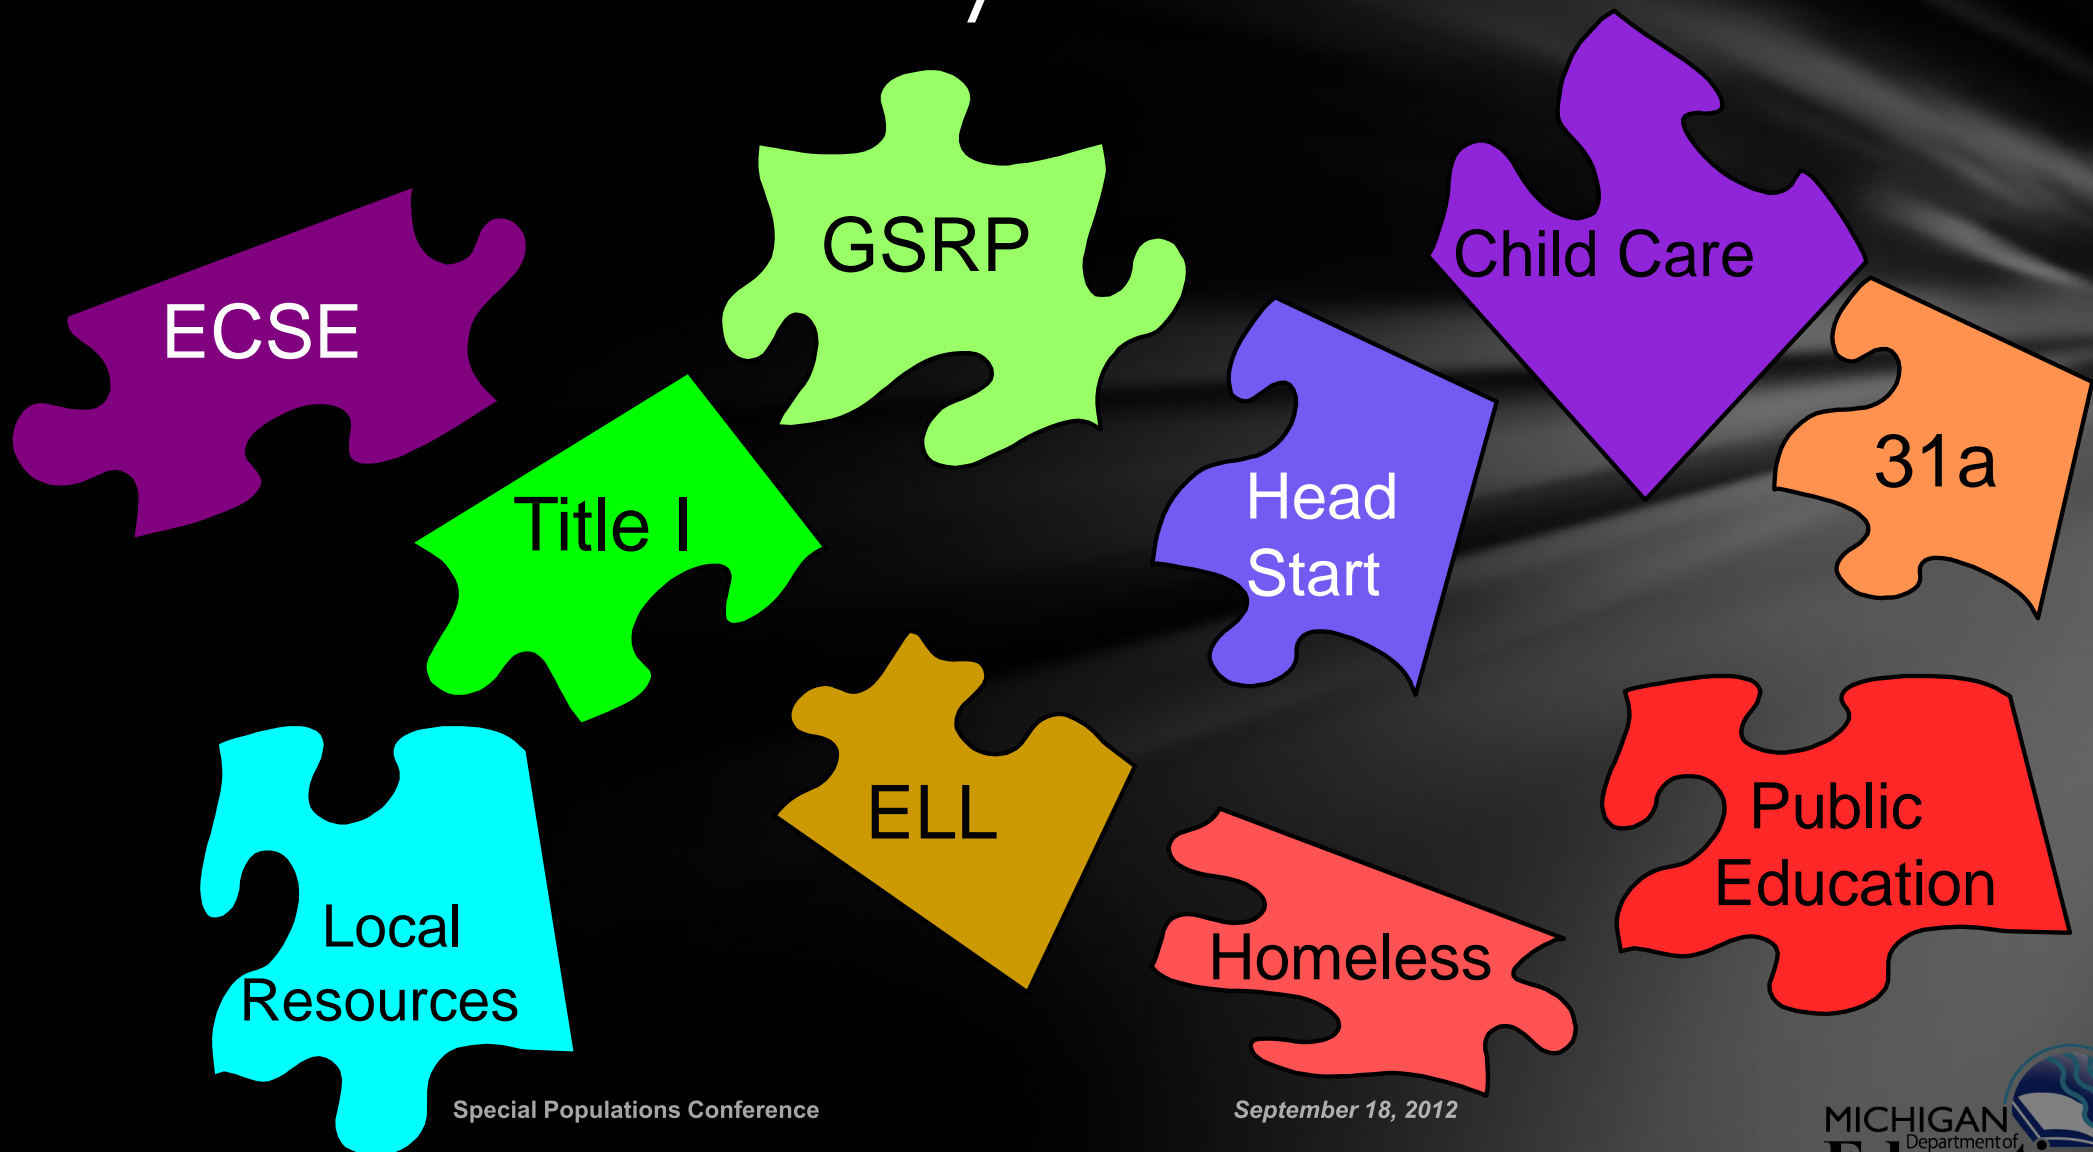 GSRP
Child Care
ECSE
31a
Title I
Head
Start
ELL
Public
Education
Local
Resources
Homeless
Special Populations Conference
September 18, 2012
MICHIGAN
Department of